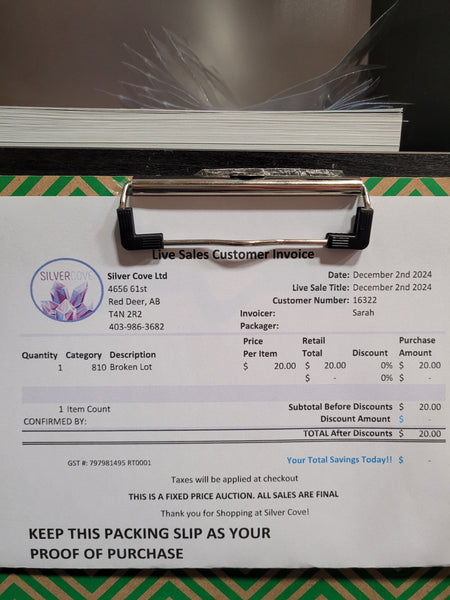 Live Sales Customer Invoice
SILVERCOVE
Silver Cove Ltd
4656 61st
Red Deer, AB
T4N 2R2
403-986-3682
Date: December 2nd 2024
Live Sale Title: December 2nd 2024
Customer Number: 16322
Invoicer: Sarah
Packager:
Quantity Category Description Price Per Item Retail Total Discount Purchase Amount
1 810 Broken Lot $ 20.00 $ 20.00 0% $ 20.00
$ - 0% $ -
1 Item Count Subtotal Before Discounts $ 20.00
CONFIRMED BY: Discount Amount $ -
TOTAL After Discounts $ 20.00
GST #: 797981495 RT0001 Your Total Savings Today!! $ -
Taxes will be applied at checkout
THIS IS A FIXED PRICE AUCTION. ALL SALES ARE FINAL
Thank you for Shopping at Silver Cove!
KEEP THIS PACKING SLIP AS YOUR
PROOF OF PURCHASE